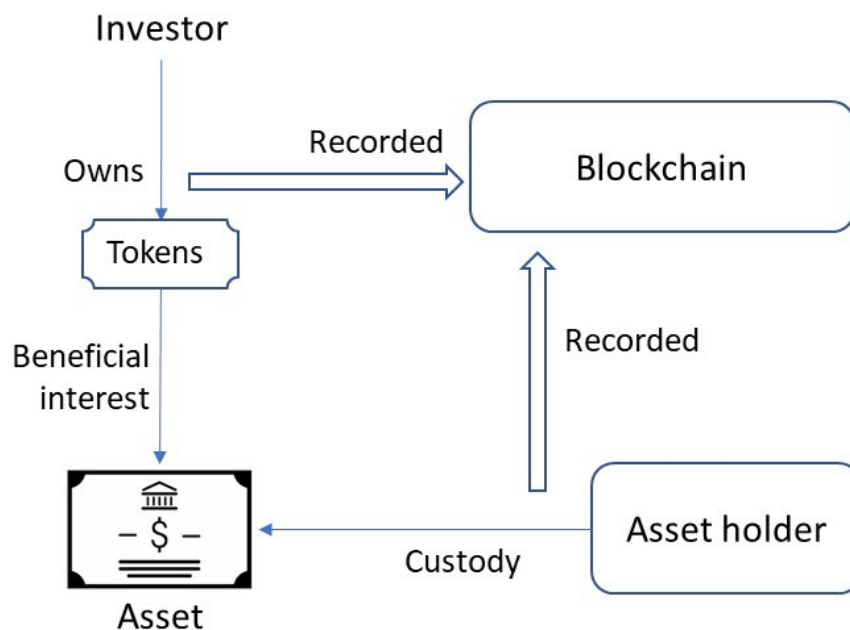 Investor
Recorded
Blockchain
Owns
Tokens
Recorded
Beneficial
interest
– $ –
Asset holder
Custody
Asset